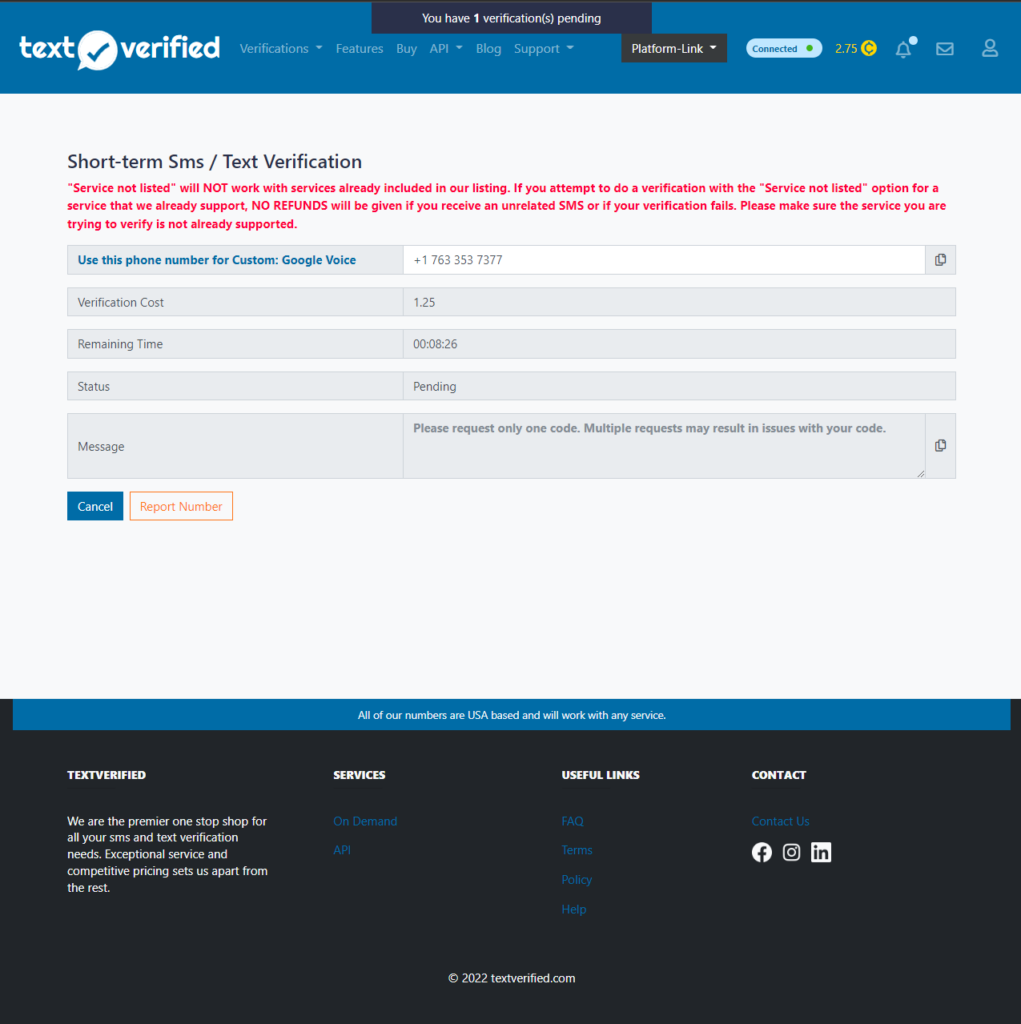 You have 1 verification(s) pending
text verified
Verifications Features Buy API Blog Support Platform-Link Connected 2.75
Short-term Sms / Text Verification
"Service not listed" will NOT work with services already included in our listing. If you attempt to do a verification with the "Service not listed" option for a
service that we already support, NO REFUNDS will be given if you receive an unrelated SMS or if your verification fails. Please make sure the service you are
trying to verify is not already supported.
Use this phone number for Custom: Google Voice +1 763 353 7377
Verification Cost 1.25
Remaining Time 00:08:26
Status Pending
Please request only one code. Multiple requests may result in issues with your code.
Message
Cancel Report Number
All of our numbers are USA based and will work with any service.
TEXTVERIFIED
We are the premier one stop shop for
all your sms and text verification
needs. Exceptional service and
competitive pricing sets us apart from
the rest.
SERVICES
On Demand
API
USEFUL LINKS
FAQ
Terms
Policy
Help
CONTACT
Contact Us
© 2022 textverified.com